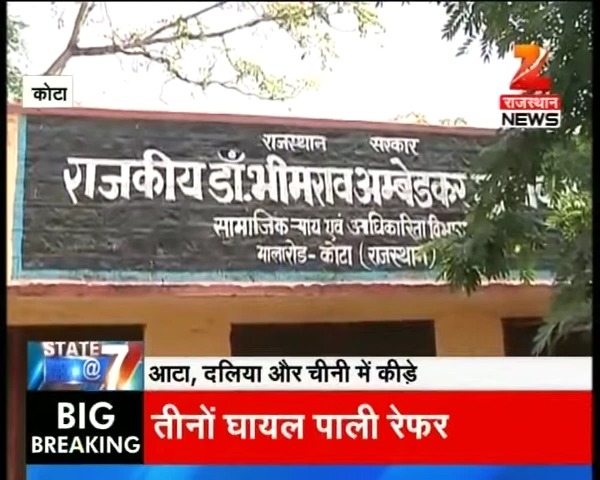 कोटा
राजस्थान
NEWS
राजस्थान सरकार
राजकीय डॉ. भीमराव अम्बेडकर
सामाजिक न्याय एवं अधिकारिता
मालारोड- कोटा (राजस्थान)
STATE
@ 7
आटा, दलिया और चीनी में कीड़े
BIG
BREAKING
तीनों घायल पाली रेफर